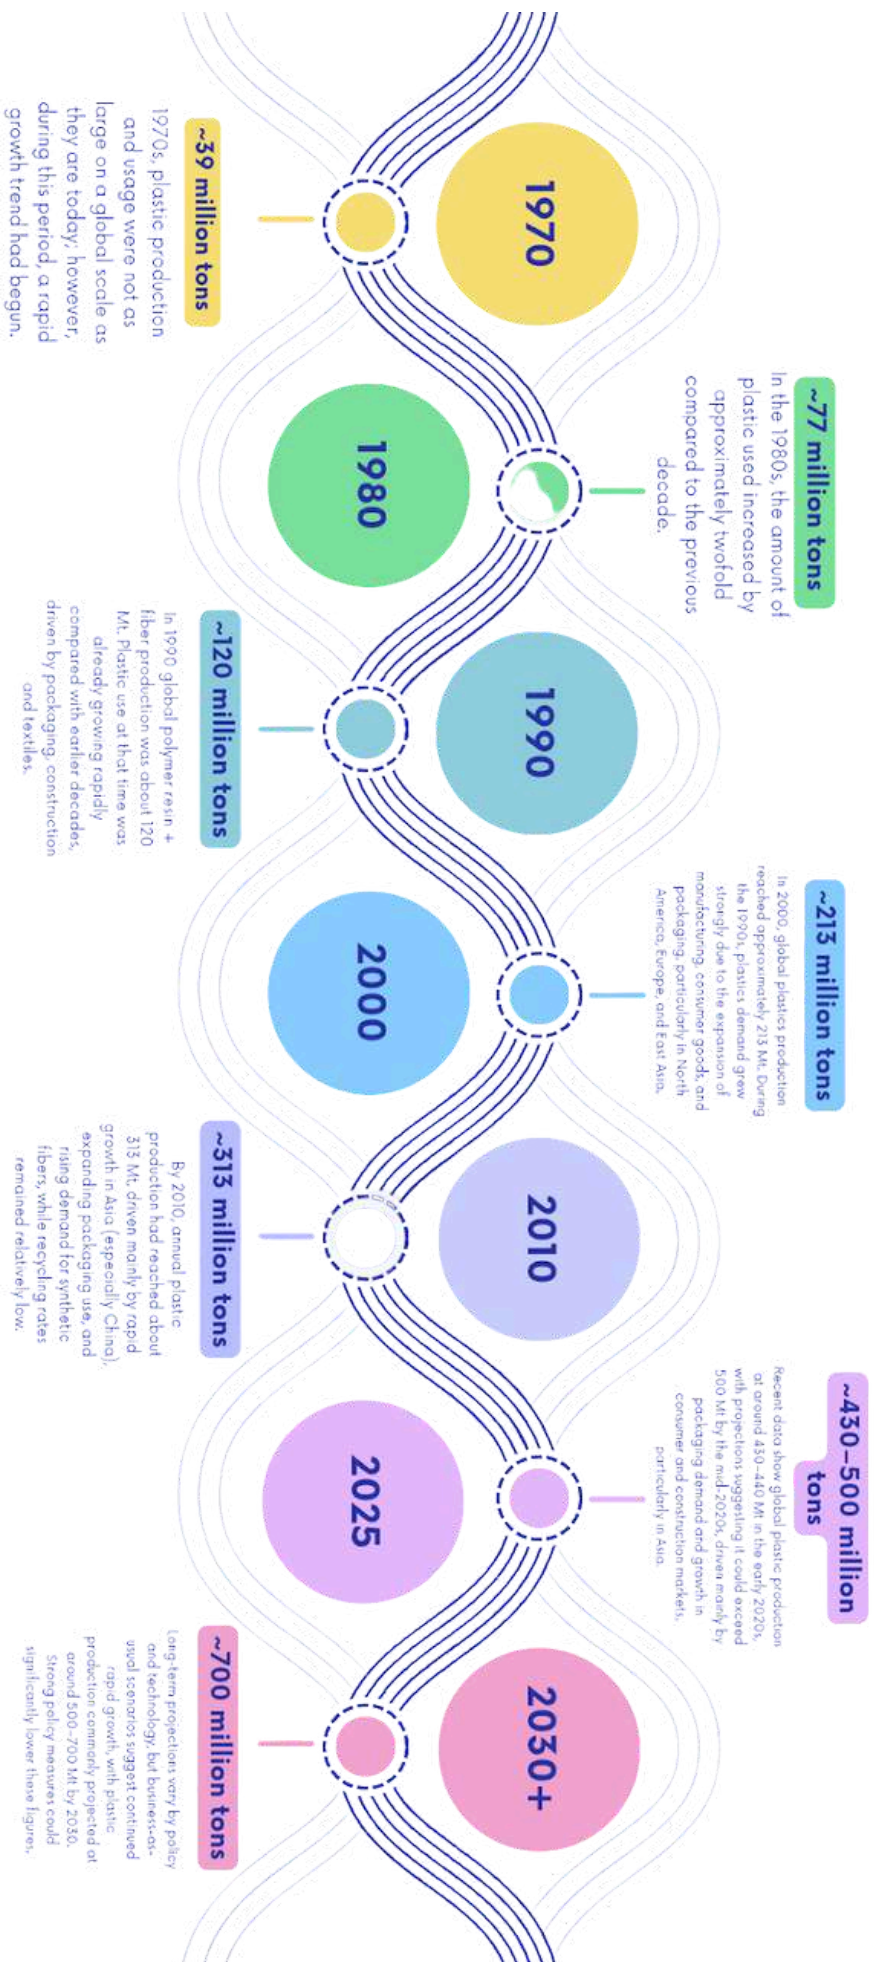 1970
~39 million tons
1970s, plastic production
and usage were not as
large on a global scale as
they are today; however,
during this period, a rapid
growth trend had begun.
~77 million tons
In the 1980s, the amount of
plastic used increased by
approximately twofold
compared to the previous
decade.
1980
1990
~120 million tons
In 1990 global polymer resin +
fiber production was about 120
Mt. Plastic use at that time was
already growing rapidly
compared with earlier decades,
driven by packaging, construction
and textiles.
~213 million tons
In 2000, global plastics production
reached approximately 213 Mt. During
the 1990s, plastics demand grew
strongly due to the expansion of
manufacturing, consumer goods, and
packaging, particularly in North
America, Europe, and East Asia.
2000
2010
~313 million tons
By 2010, annual plastic
production had reached about
313 Mt, driven mainly by rapid
growth in Asia (especially China),
expanding packaging use, and
rising demand for synthetic
fibers, while recycling rates
remained relatively low.
~430–500 million
tons
Recent data show global plastic production
at around 430–440 Mt in the early 2020s,
with projections suggesting it could exceed
500 Mt by the mid-2020s, driven mainly by
packaging demand and growth in
consumer and construction markets,
particularly in Asia.
2025
2030+
~700 million tons
Long-term projections vary by policy
and technology, but business-as-
usual scenarios suggest continued
rapid growth, with plastic
production commonly projected at
around 500–700 Mt by 2030.
Strong policy measures could
significantly lower these figures.